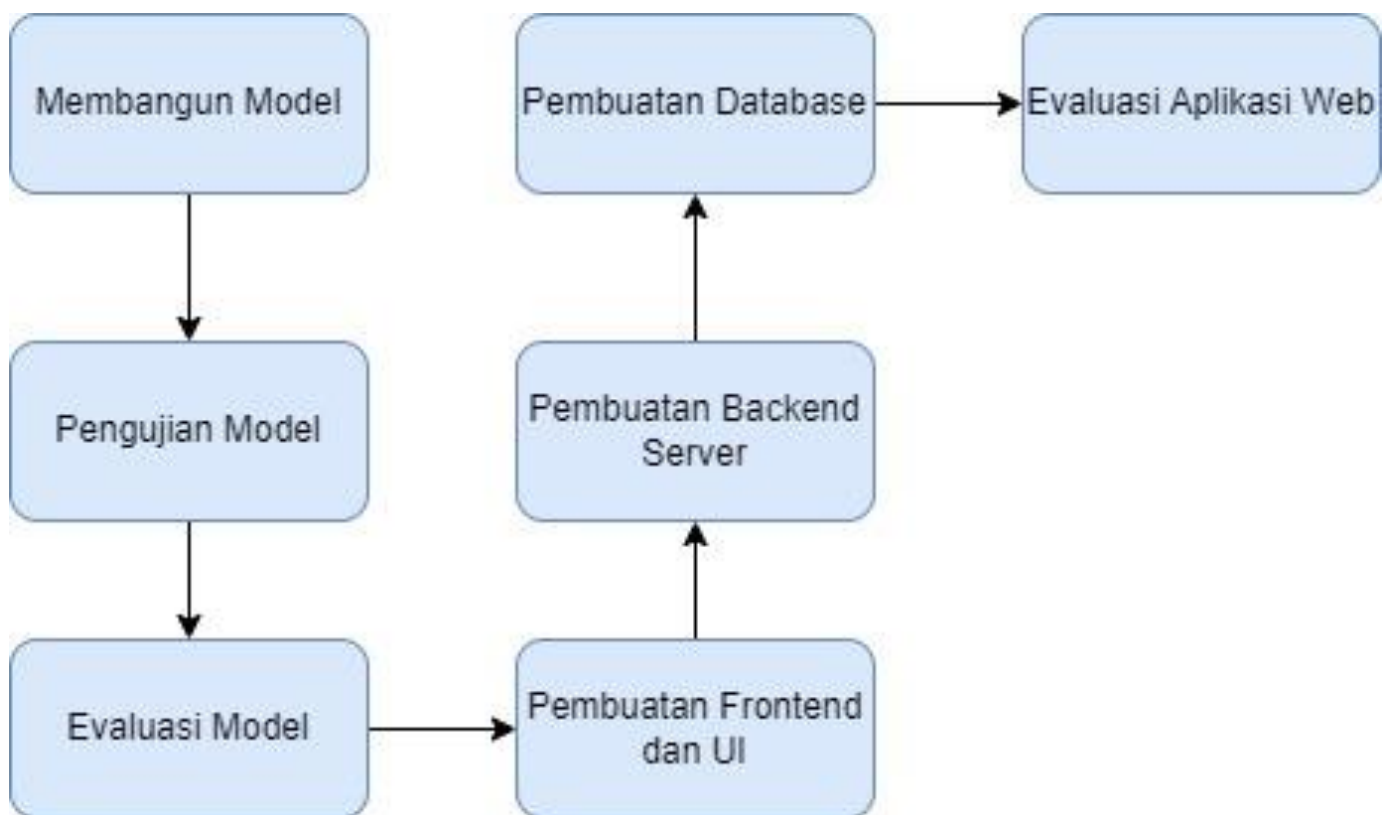 Membangun Model
Pengujian Model
Evaluasi Model
Pembuatan Frontend
dan UI
Pembuatan Backend
Server
Pembuatan Database
Evaluasi Aplikasi Web